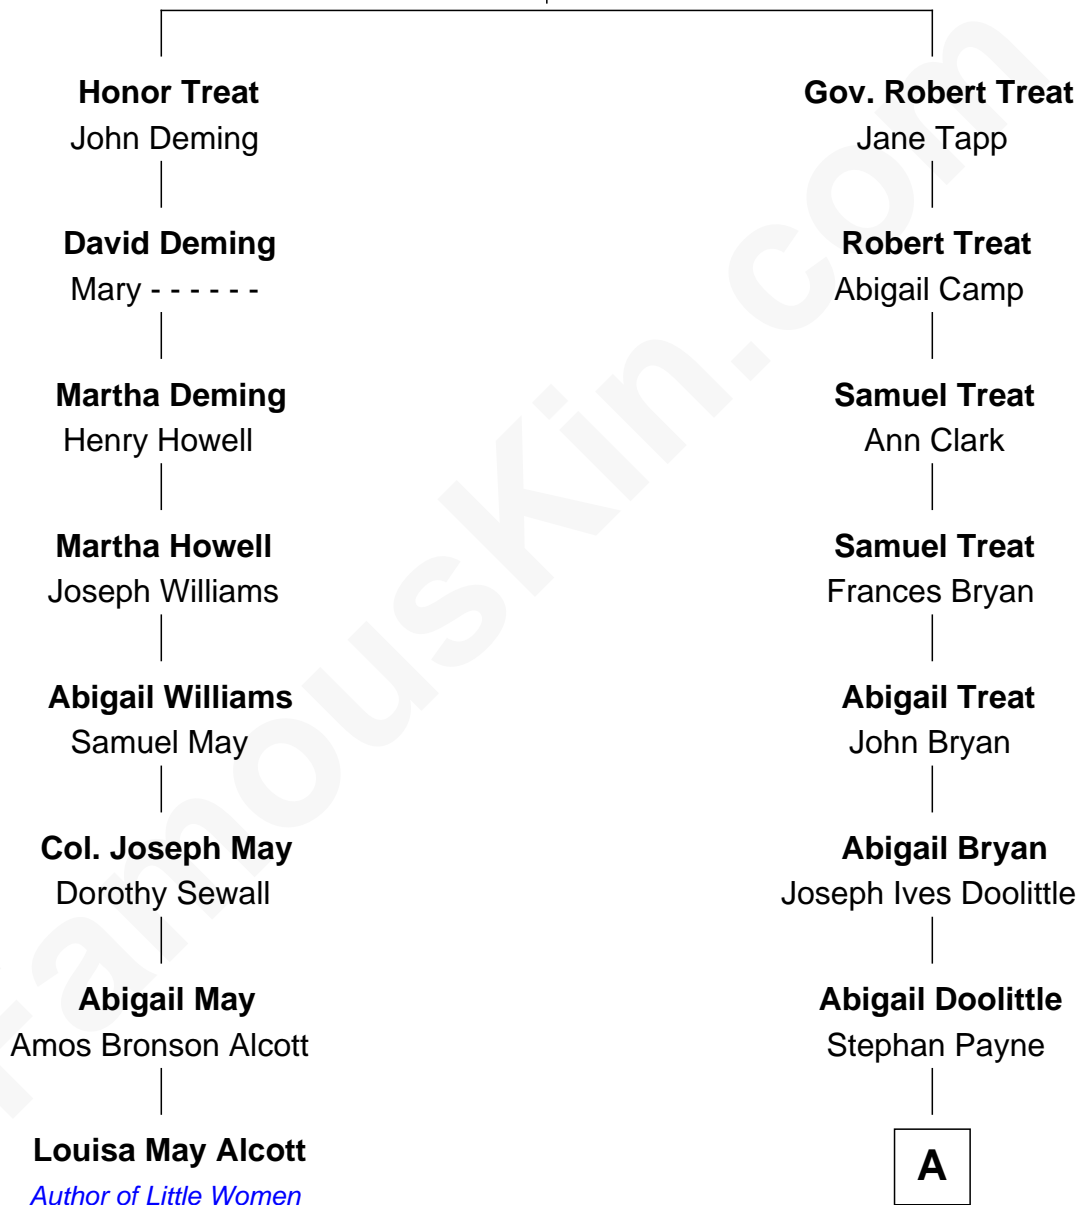 Honor Treat
John Deming
David Deming
Mary - - - - - -
Martha Deming
Henry Howell
Martha Howell
Joseph Williams
Abigail Williams
Samuel May
Col. Joseph May
Dorothy Sewall
Abigail May
Amos Bronson Alcott
Louisa May Alcott
Author of Little Women
Gov. Robert Treat
Jane Tapp
Robert Treat
Abigail Camp
Samuel Treat
Ann Clark
Samuel Treat
Frances Bryan
Abigail Treat
John Bryan
Abigail Bryan
Joseph Ives Doolittle
Abigail Doolittle
Stephan Payne
A
FamousKin.com